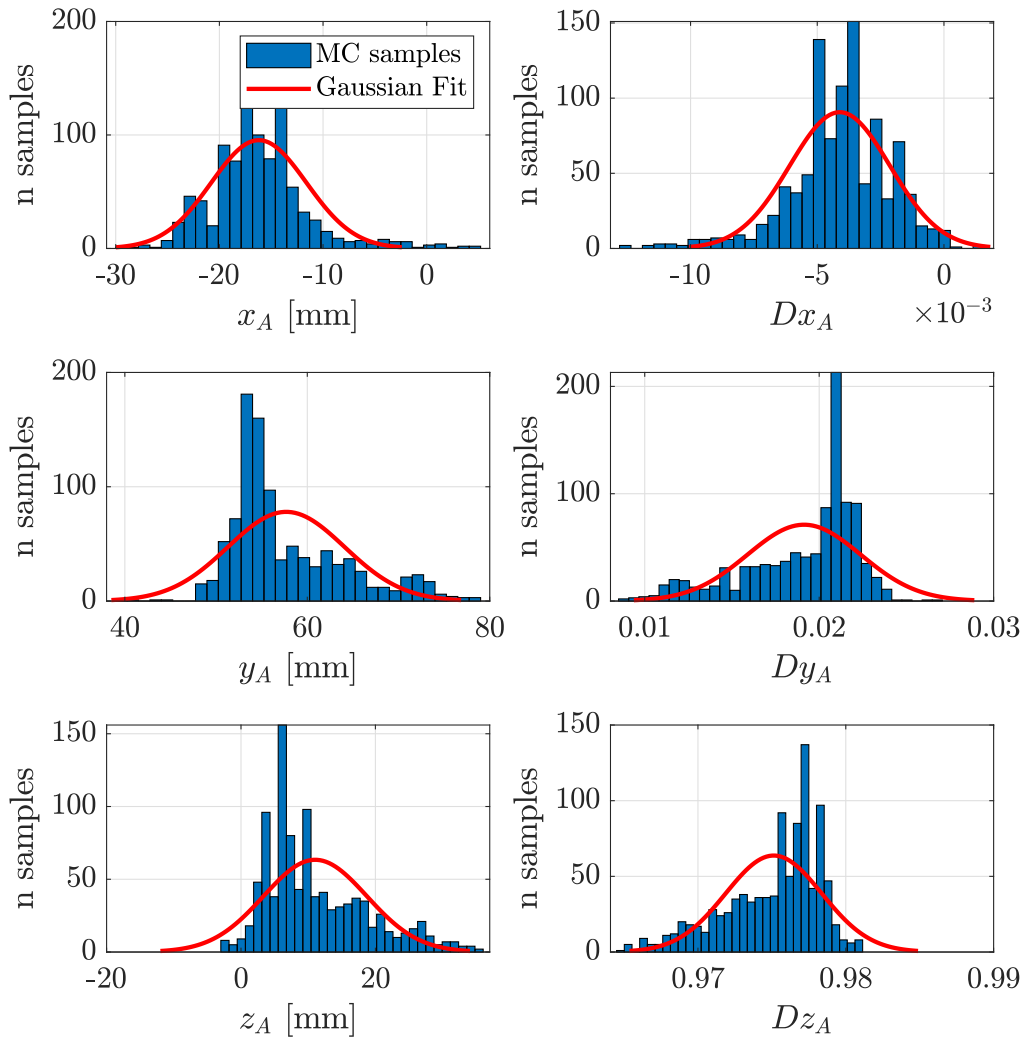 200
100
0
n samples
-30
-20
-10
0
x_A [mm]
MC samples
Gaussian Fit
150
100
50
0
n samples
-10
-5
0
×10⁻³
Dx_A
200
100
0
n samples
40
60
80
y_A [mm]
200
100
0
n samples
0.01
0.02
0.03
Dy_A
150
100
50
0
n samples
-20
0
20
z_A [mm]
150
100
50
0
n samples
0.97
0.98
0.99
Dz_A